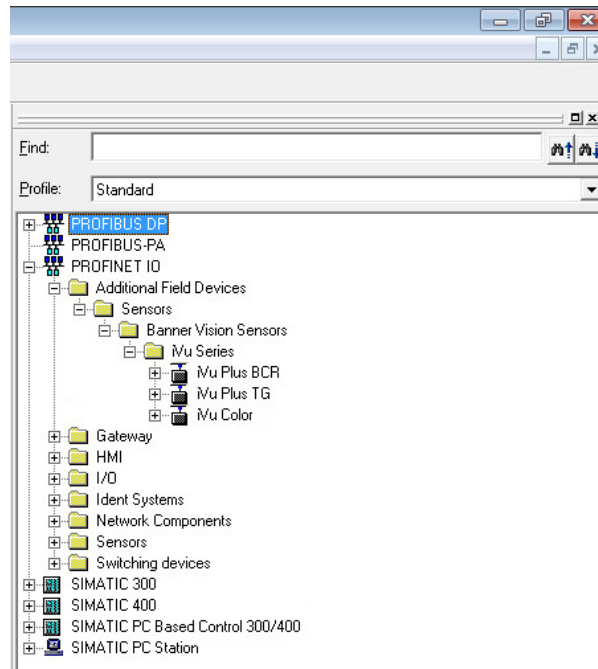 Find:
Profile: Standard
PROFIBUS DP
PROFIBUS-PA
PROFINET IO
Additional Field Devices
Sensors
Banner Vision Sensors
iVu Series
iVu Plus BCR
iVu Plus TG
iVu Color
Gateway
HMI
I/O
Ident Systems
Network Components
Sensors
Switching devices
SIMATIC 300
SIMATIC 400
SIMATIC PC Based Control 300/400
SIMATIC PC Station